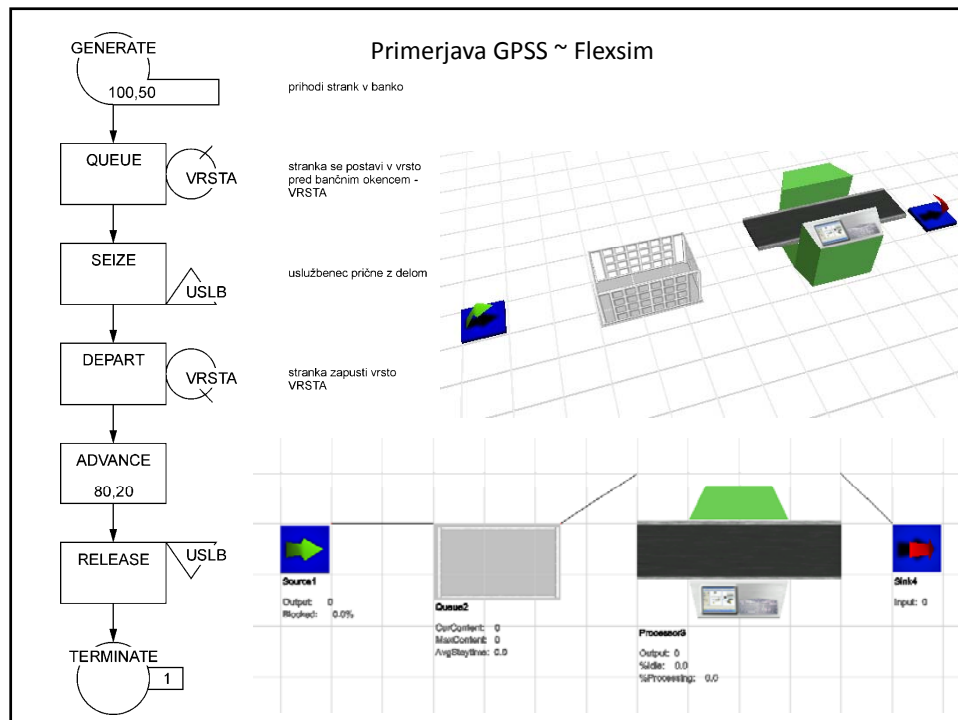 Primerjava GPSS ~ Flexsim
GENERATE
100,50
prihodi strank v banko
QUEUE
VRSTA
stranka se postavi v vrsto
pred bančnim okencem -
VRSTA
SEIZE
USLB
uslužbenec prične z delom
DEPART
VRSTA
stranka zapusti vrsto
VRSTA
ADVANCE
80,20
RELEASE
USLB
TERMINATE
1
Source1
Output: 0
Blocked: 0.0%
Queue2
CurContent: 0
MaxContent: 0
AvgStaytime: 0.0
Processor3
Output: 0
%Idle: 0.0
%Processing: 0.0
Sink4
Input: 0